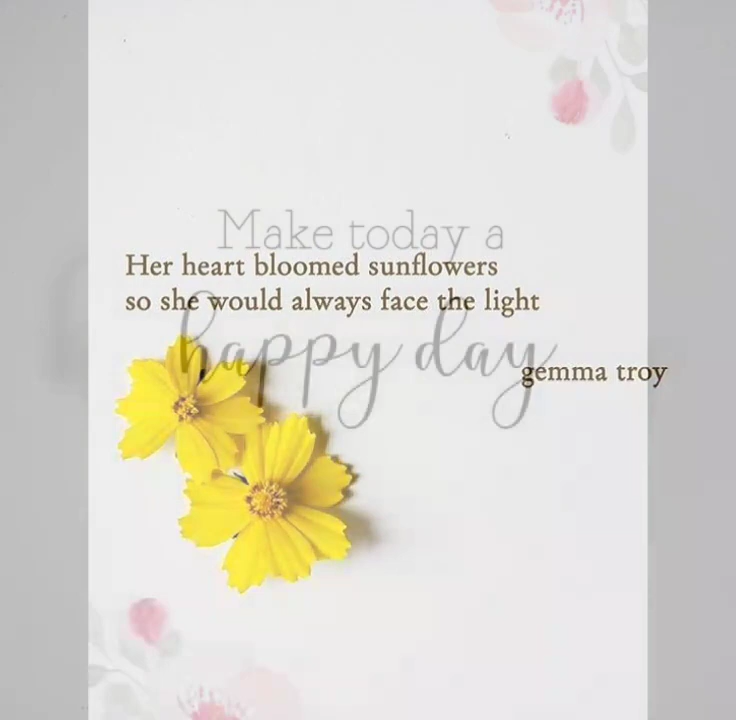 Make today a
Her heart bloomed sunflowers
so she would always face the light
happy day
gemma troy